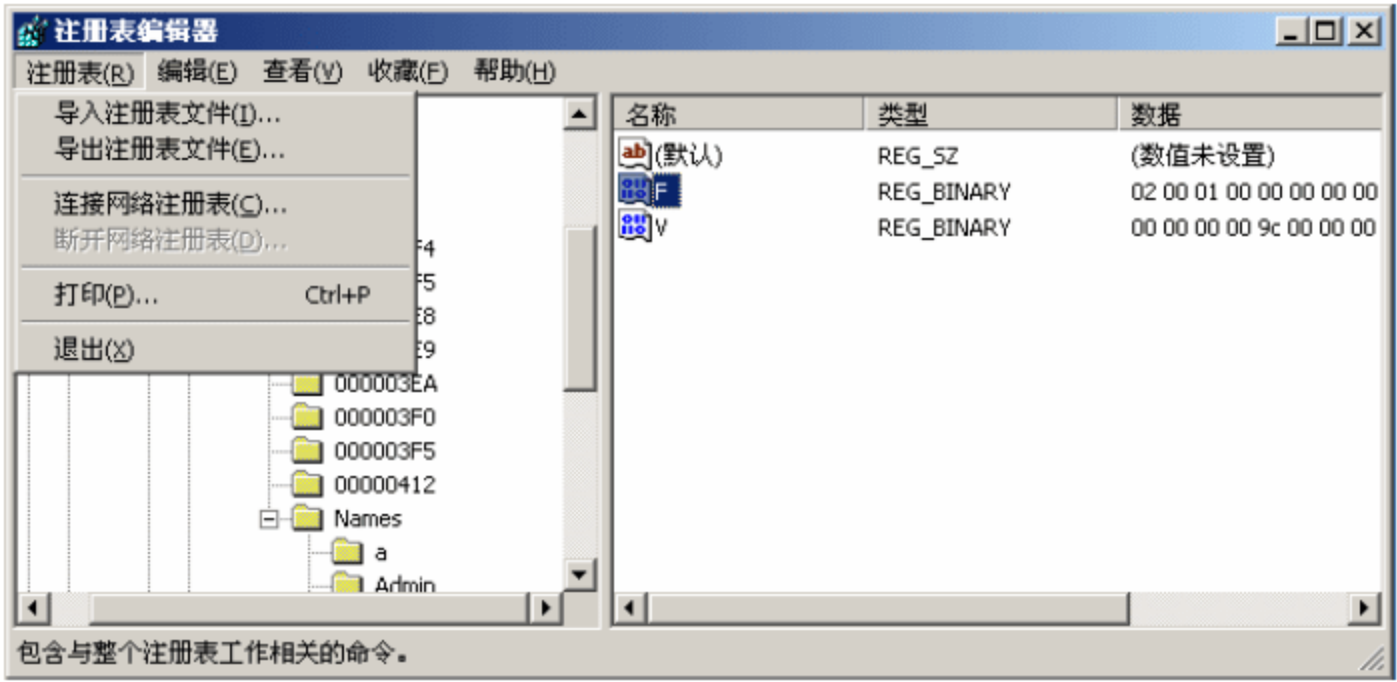 注册表编辑器
注册表(R) 编辑(E) 查看(V) 收藏(F) 帮助(H)
导入注册表文件(I)...
导出注册表文件(E)...
连接网络注册表(C)...
断开网络注册表(D)...
打印(P)... Ctrl+P
退出(X)
F4
F5
E8
E9
000003EA
000003F0
000003F5
00000412
Names
a
Admin
名称 类型 数据
ab (默认) REG_SZ (数值未设置)
F REG_BINARY 02 00 01 00 00 00 00 00
V REG_BINARY 00 00 00 00 9c 00 00 00
包含与整个注册表工作相关的命令。